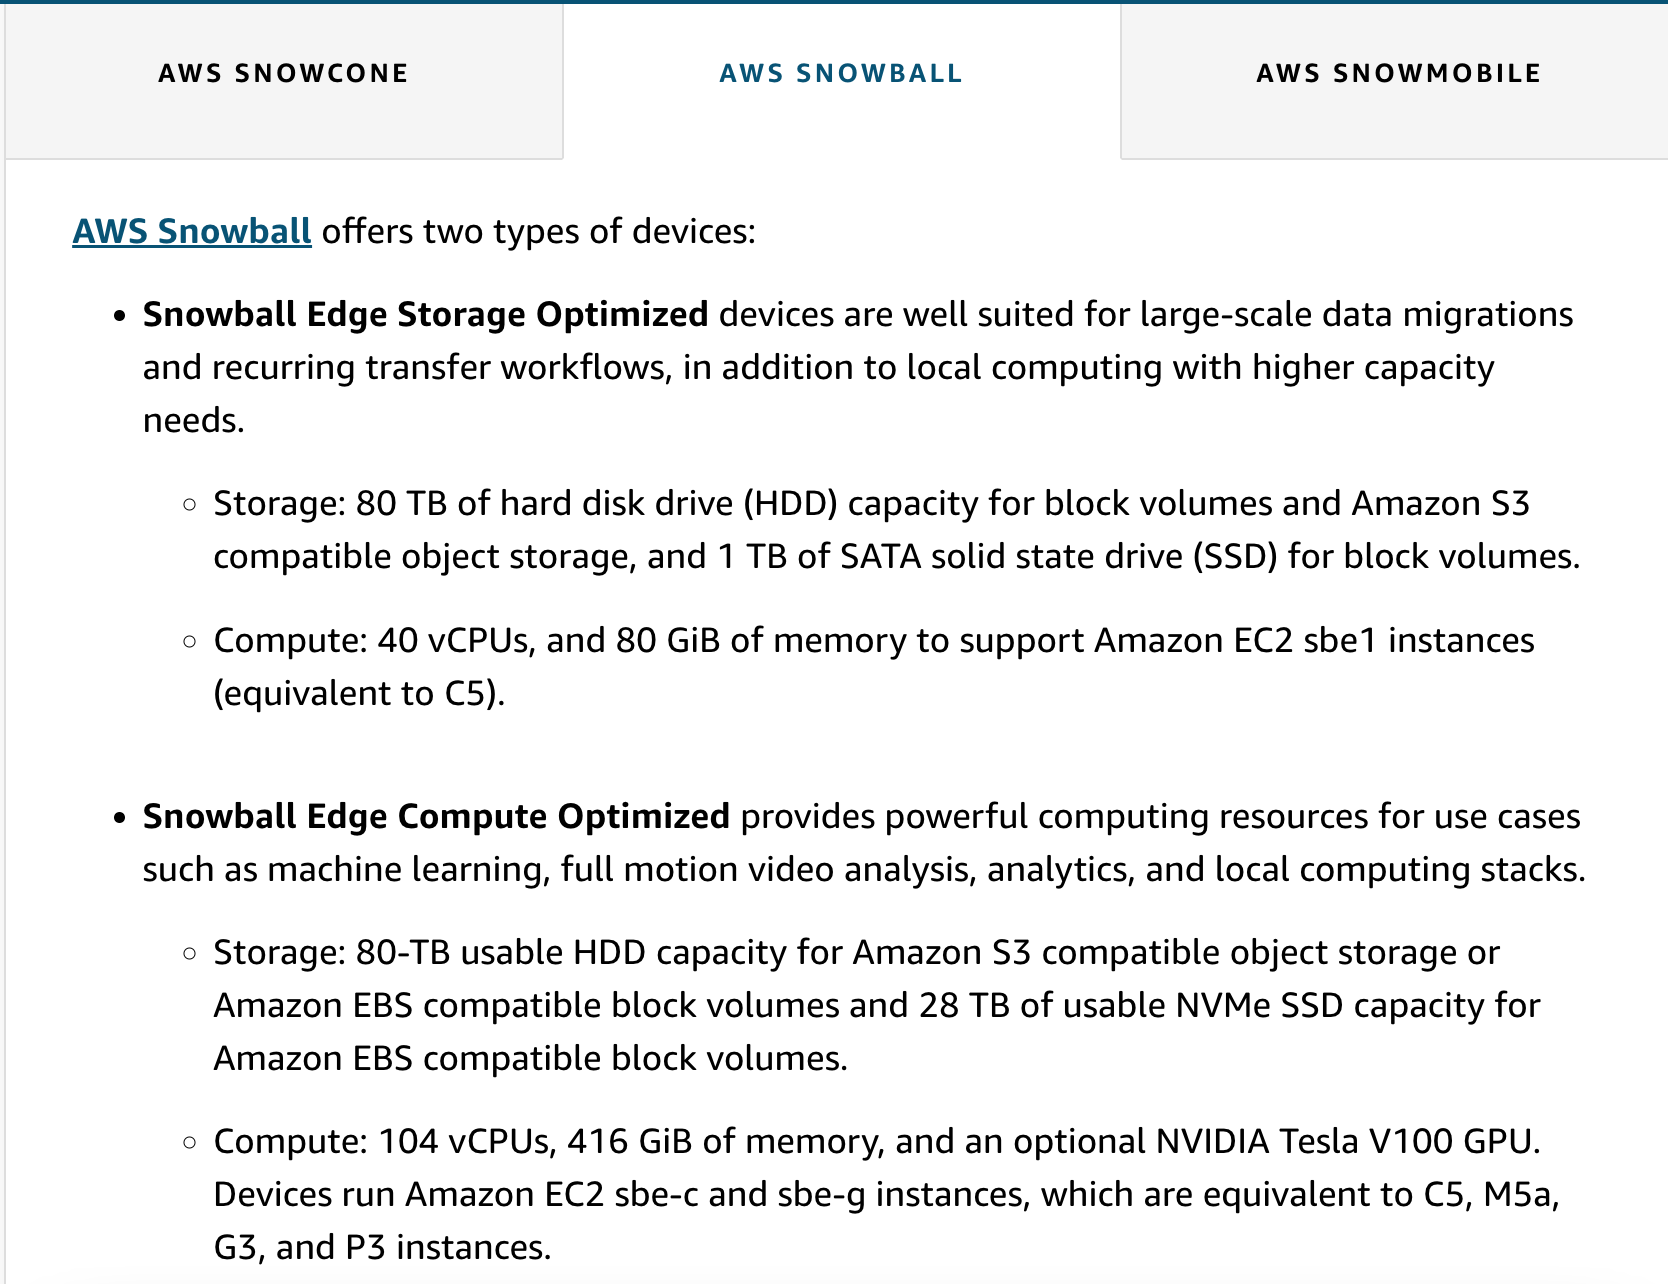 AWS SNOWCONE
AWS SNOWBALL
AWS SNOWMOBILE
AWS Snowball offers two types of devices:
• Snowball Edge Storage Optimized devices are well suited for large-scale data migrations
and recurring transfer workflows, in addition to local computing with higher capacity
needs.
◦ Storage: 80 TB of hard disk drive (HDD) capacity for block volumes and Amazon S3
compatible object storage, and 1 TB of SATA solid state drive (SSD) for block volumes.
◦ Compute: 40 vCPUs, and 80 GiB of memory to support Amazon EC2 sbe1 instances
(equivalent to C5).
• Snowball Edge Compute Optimized provides powerful computing resources for use cases
such as machine learning, full motion video analysis, analytics, and local computing stacks.
◦ Storage: 80-TB usable HDD capacity for Amazon S3 compatible object storage or
Amazon EBS compatible block volumes and 28 TB of usable NVMe SSD capacity for
Amazon EBS compatible block volumes.
◦ Compute: 104 vCPUs, 416 GiB of memory, and an optional NVIDIA Tesla V100 GPU.
Devices run Amazon EC2 sbe-c and sbe-g instances, which are equivalent to C5, M5a,
G3, and P3 instances.